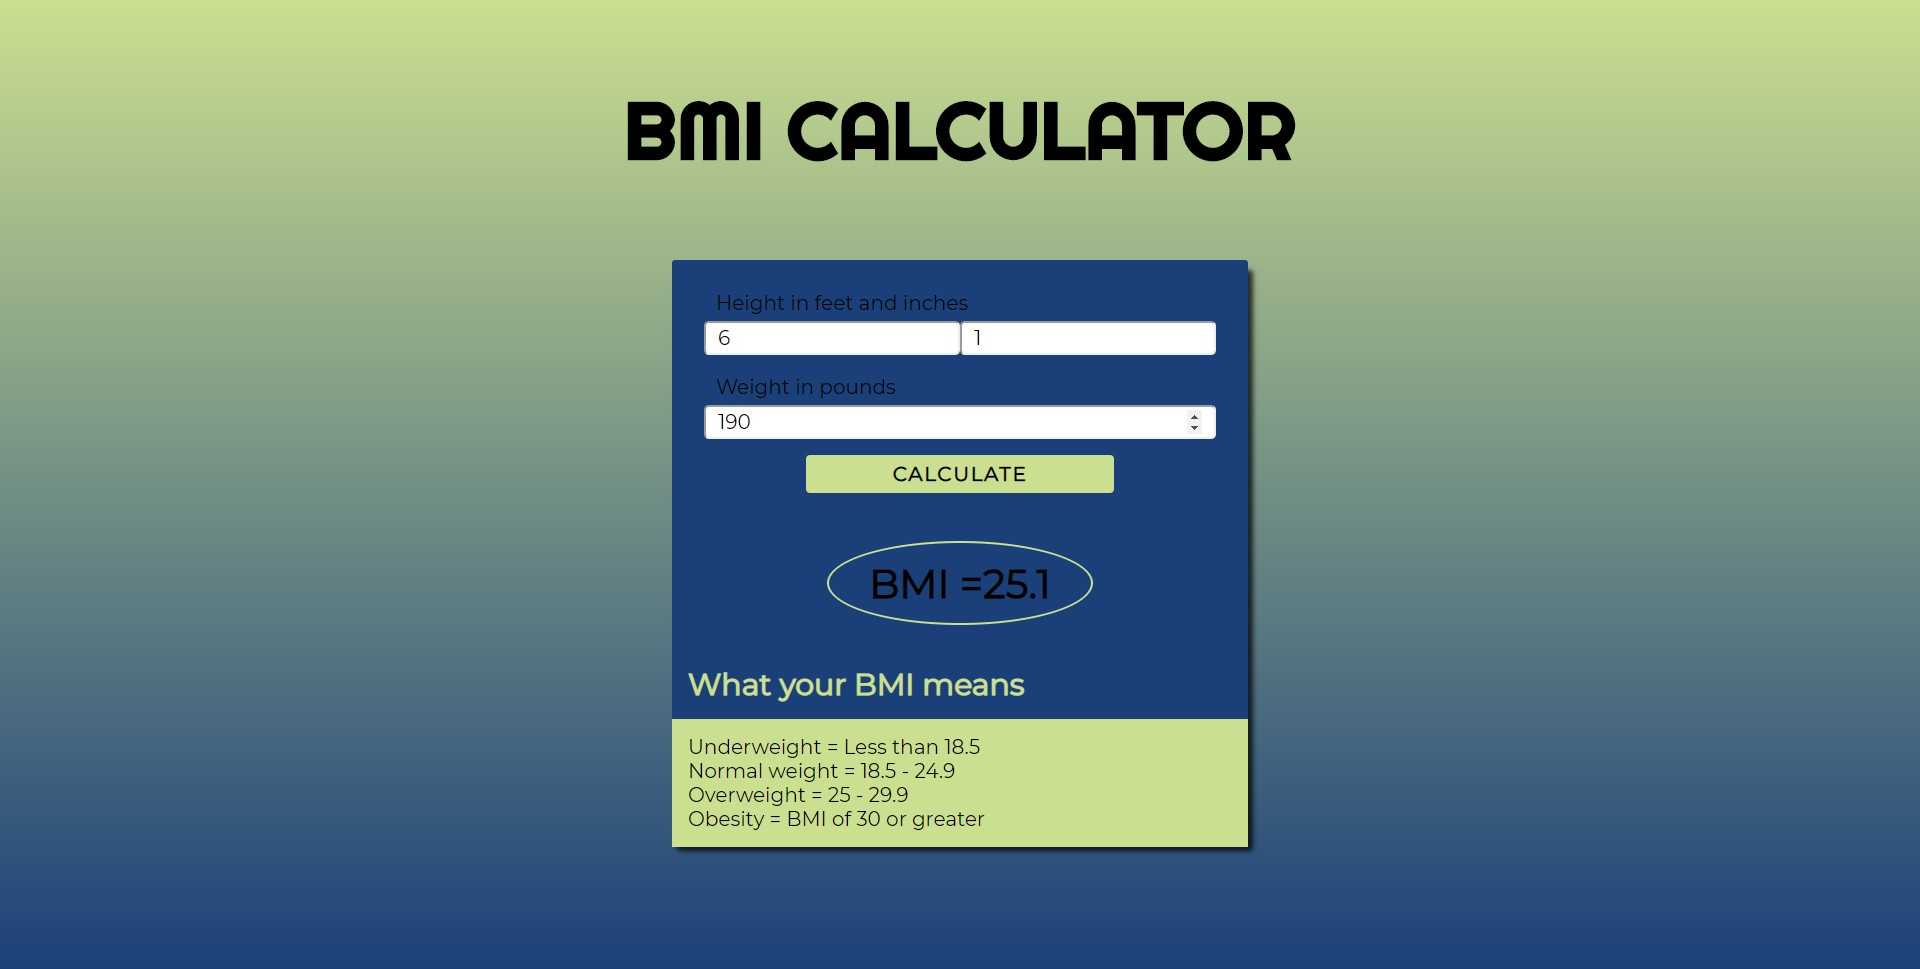 BMI CALCULATOR
Height in feet and inches
6 1
Weight in pounds
190
CALCULATE
BMI =25.1
What your BMI means
Underweight = Less than 18.5
Normal weight = 18.5 - 24.9
Overweight = 25 - 29.9
Obesity = BMI of 30 or greater